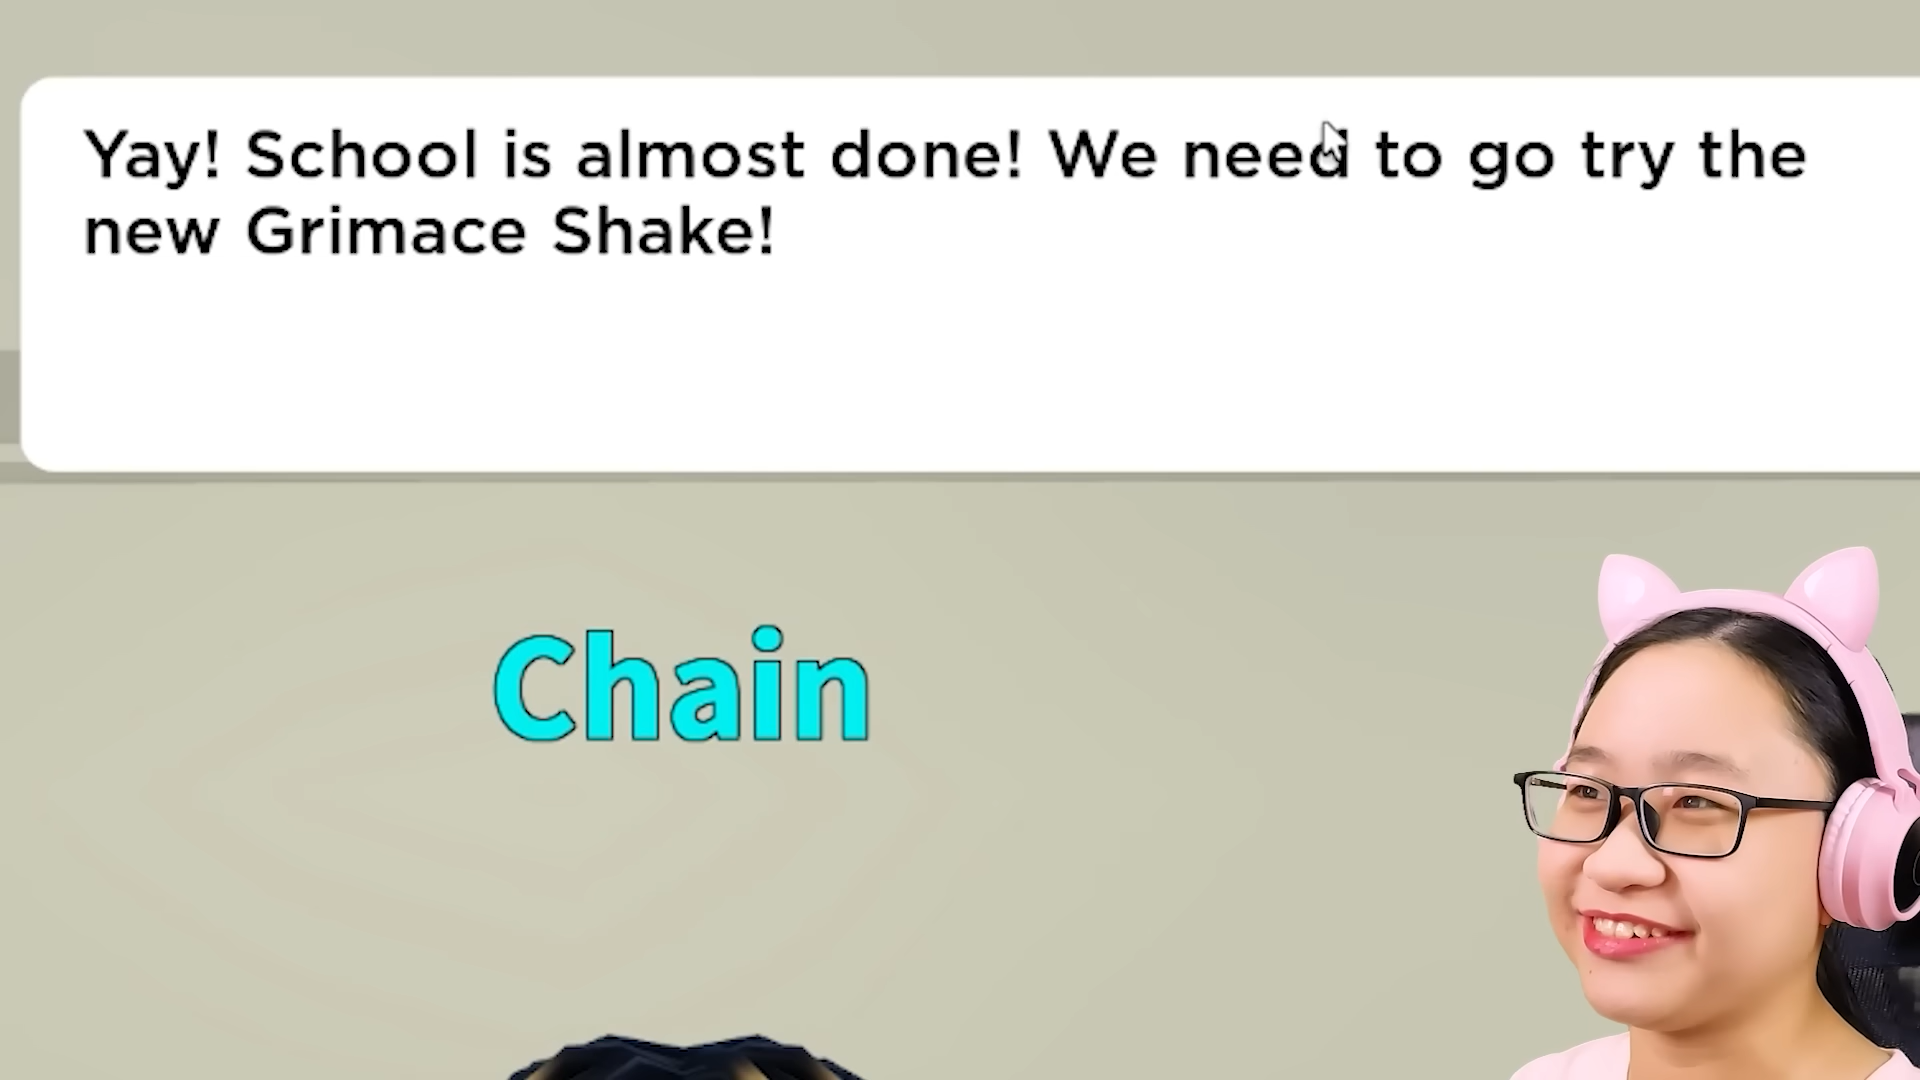 Yay! School is almost done! We need to go try the
new Grimace Shake!
Chain